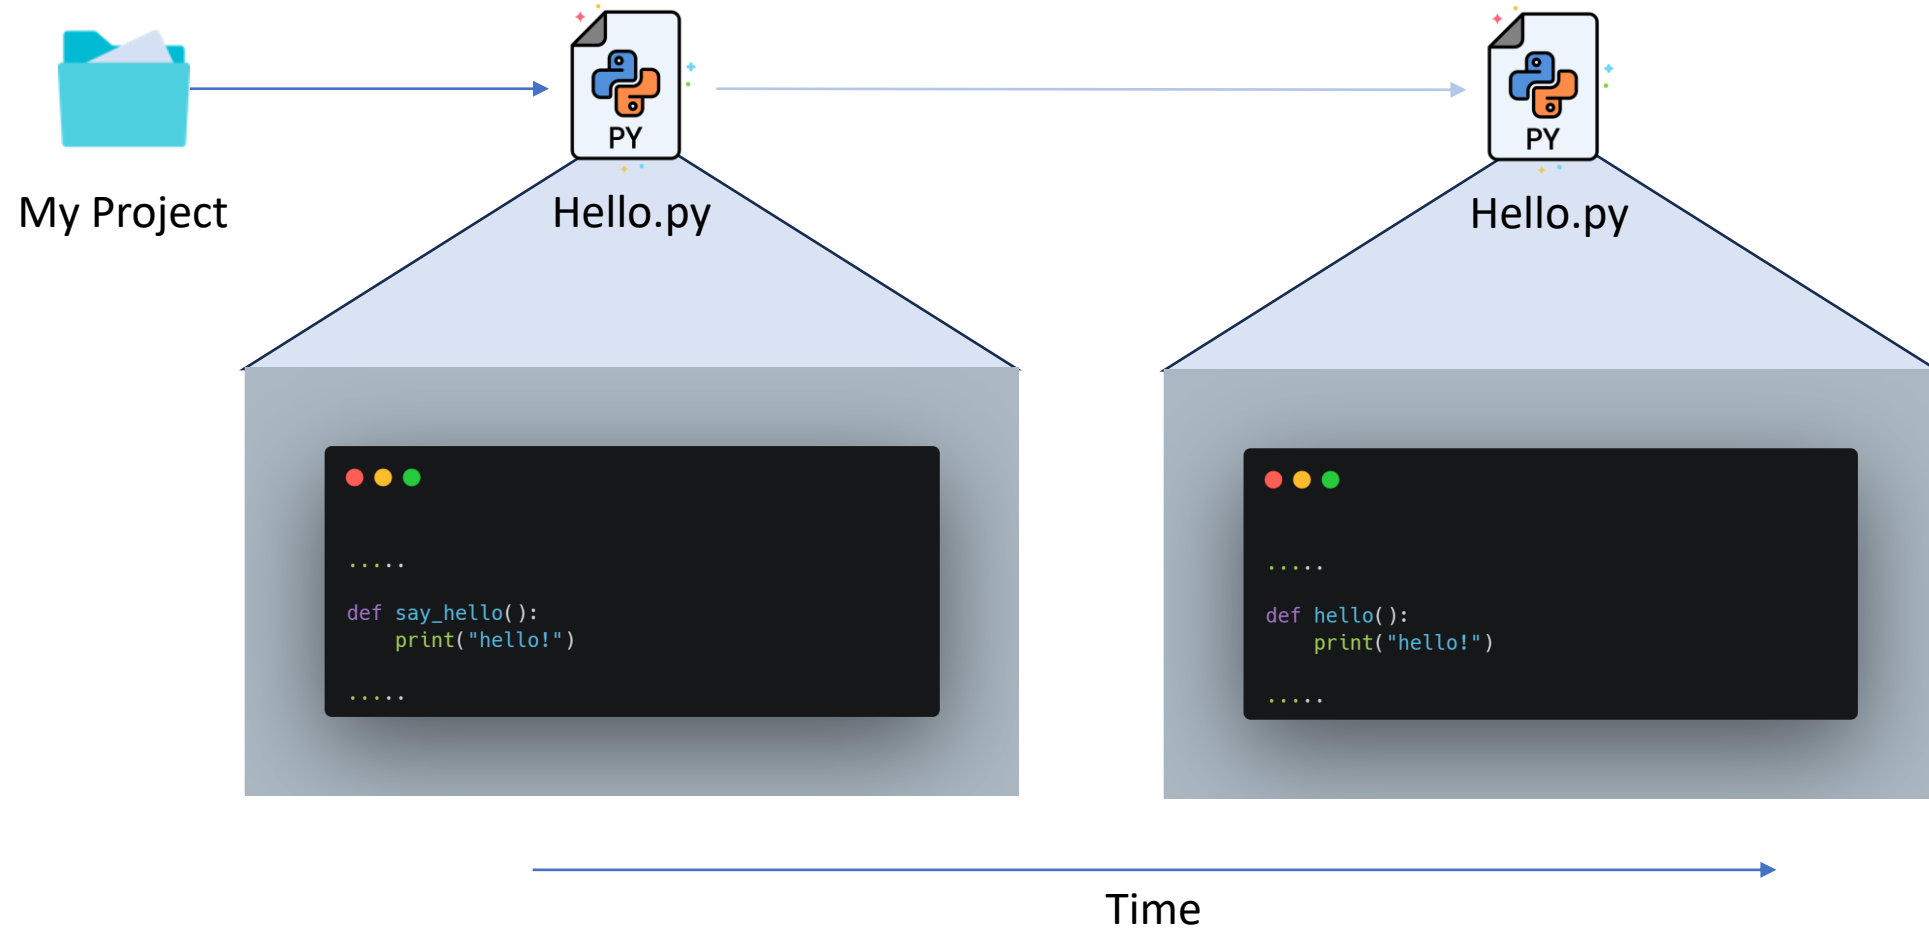 PY
PY
My Project
Hello.py
Hello.py
.....
def say_hello():
    print("hello!")
.....
.....
def hello():
    print("hello!")
.....
Time